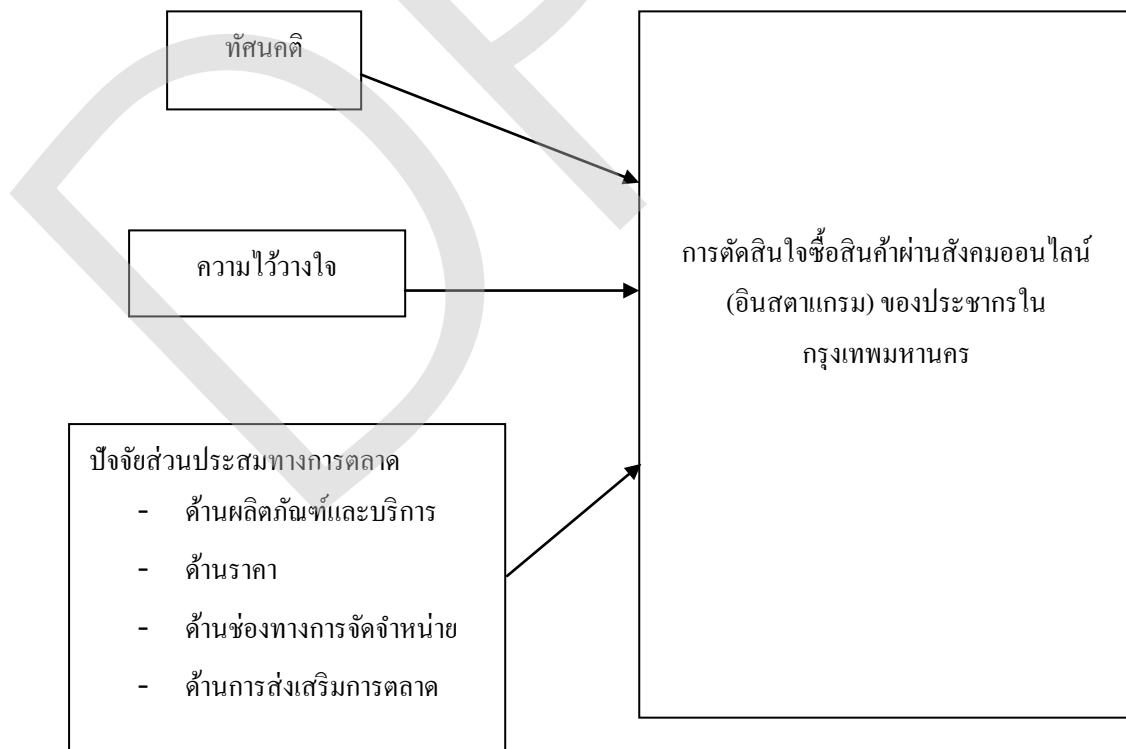 ทัศนคติ
ความไว้วางใจ
การตัดสินใจซื้อสินค้าผ่านสังคมออนไลน์
(อินสตาแกรม) ของประชากรใน
กรุงเทพมหานคร
ปัจจัยส่วนประสมทางการตลาด
- ด้านผลิตภัณฑ์และบริการ
- ด้านราคา
- ด้านช่องทางการจัดจำหน่าย
- ด้านการส่งเสริมการตลาด